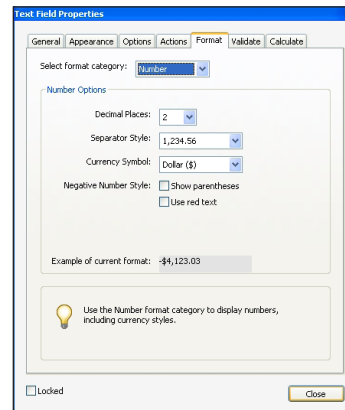 Text Field Properties
General Appearance Options Actions Format Validate Calculate
Select format category: Number
Number Options
Decimal Places: 2
Separator Style: 1,234.56
Currency Symbol: Dollar ($)
Negative Number Style: Show parentheses
Use red text
Example of current format: -$4,123.03
Use the Number format category to display numbers,
including currency styles.
Locked Close